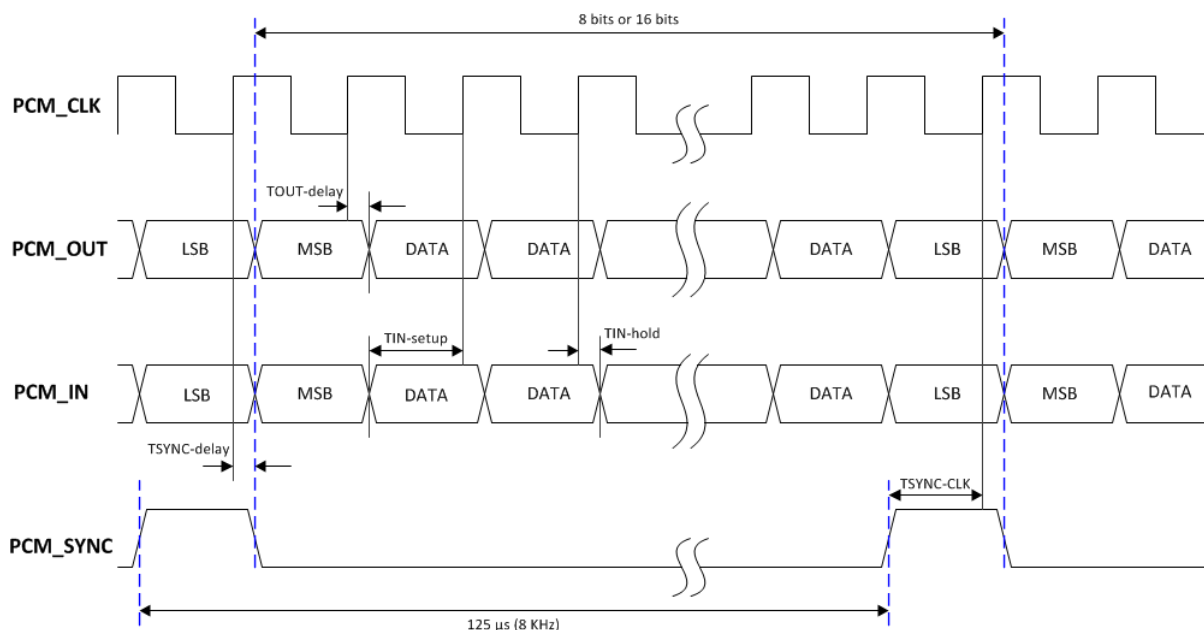 8 bits or 16 bits
PCM_CLK
TOUT-delay
PCM_OUT
LSB MSB DATA DATA DATA LSB MSB DATA
TIN-setup TIN-hold
PCM_IN
LSB MSB DATA DATA DATA LSB MSB DATA
TSYNC-delay
TSYNC-CLK
PCM_SYNC
125 μs (8 KHz)